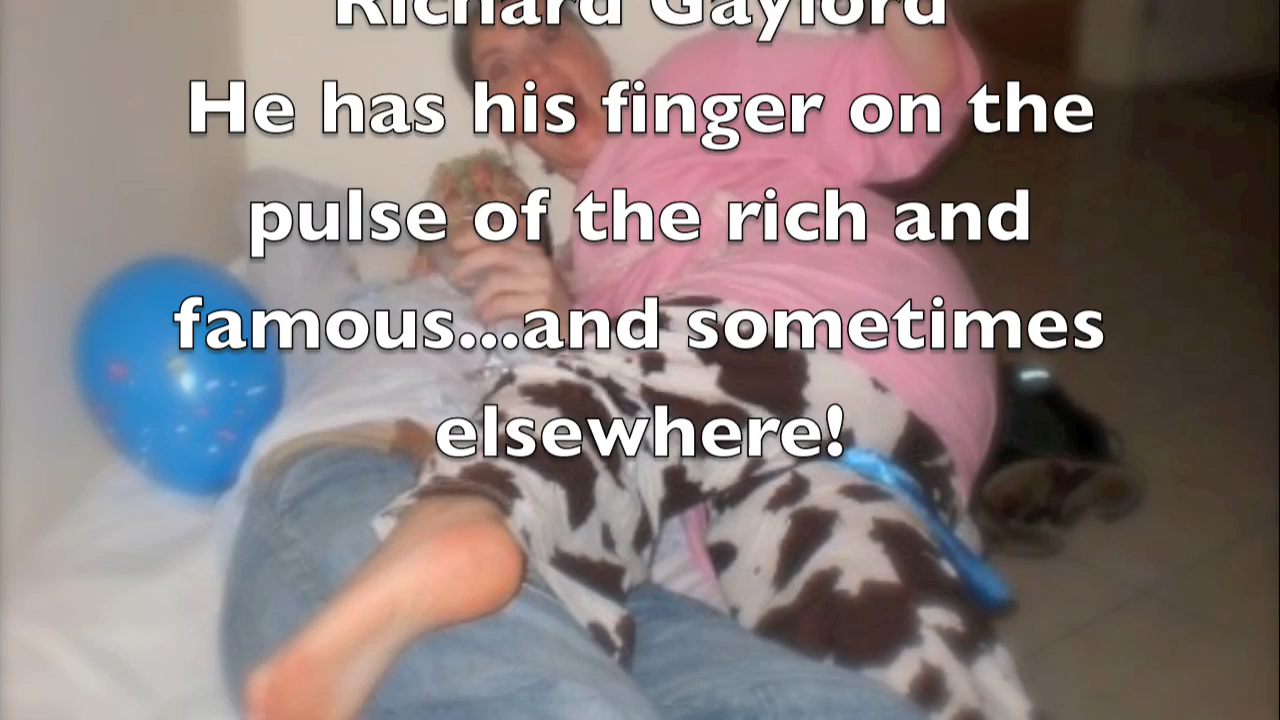 Richard Gaylord
He has his finger on the
pulse of the rich and
famous...and sometimes
elsewhere!